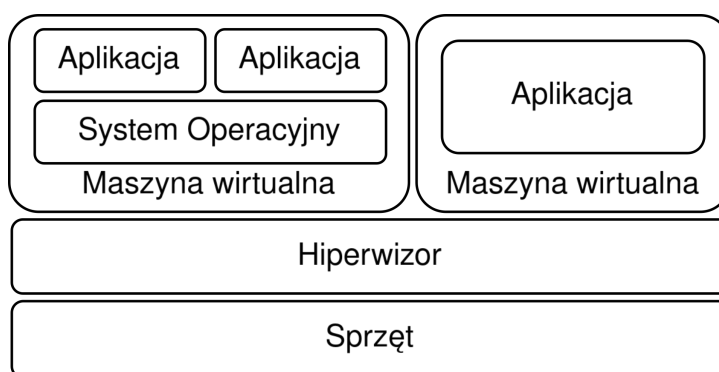 Aplikacja Aplikacja
Aplikacja
System Operacyjny
Maszyna wirtualna Maszyna wirtualna
Hiperwizor
Sprzęt